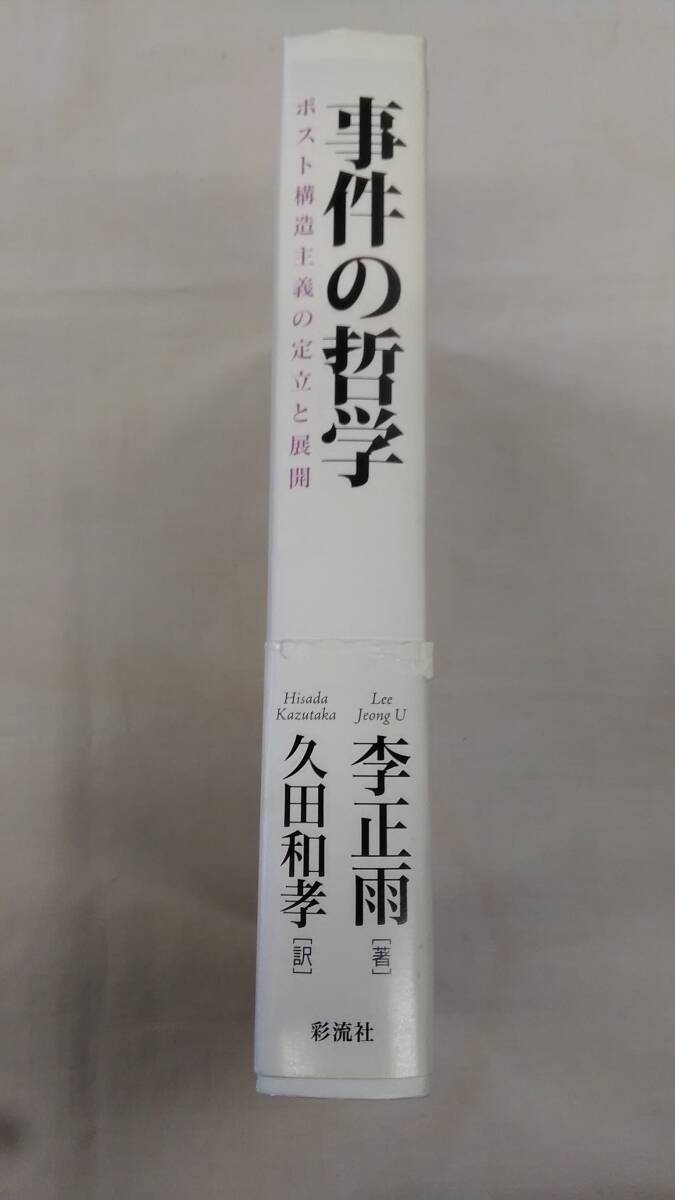 事件の哲学
ポスト構造主義の定立と展開
Lee
Jeong U
李正雨
[著]
Hisada
Kazutaka
久田和孝
[訳]
彩流社